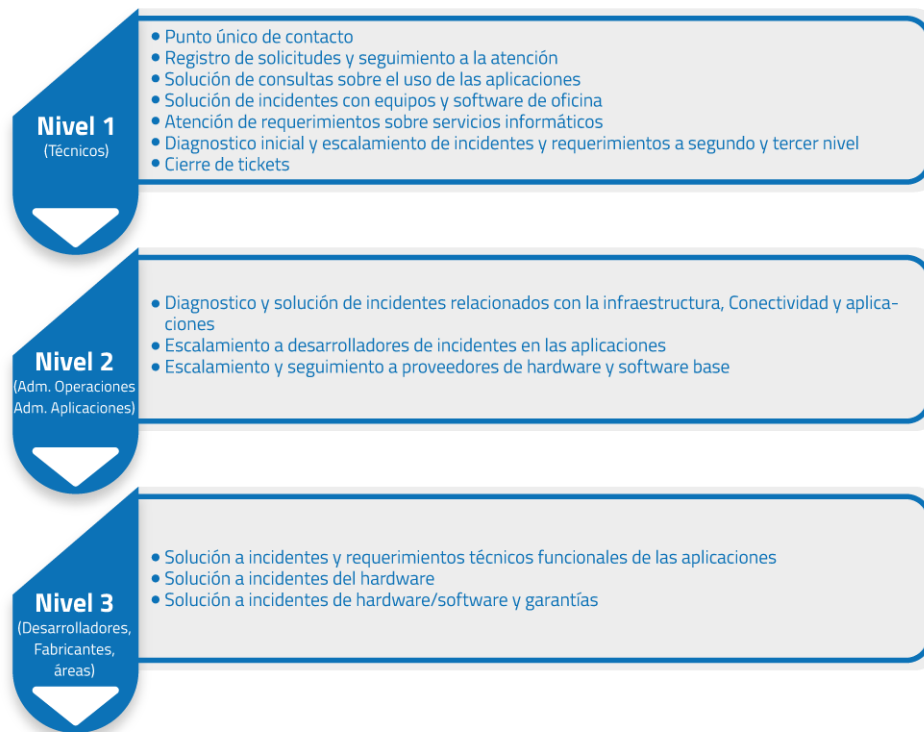 Nivel 1
(Técnicos)
● Punto único de contacto
● Registro de solicitudes y seguimiento a la atención
● Solución de consultas sobre el uso de las aplicaciones
● Solución de incidentes con equipos y software de oficina
● Atención de requerimientos sobre servicios informáticos
● Diagnostico inicial y escalamiento de incidentes y requerimientos a segundo y tercer nivel
● Cierre de tickets
Nivel 2
(Adm. Operaciones
Adm. Aplicaciones)
● Diagnostico y solución de incidentes relacionados con la infraestructura, Conectividad y aplica-
ciones
● Escalamiento a desarrolladores de incidentes en las aplicaciones
● Escalamiento y seguimiento a proveedores de hardware y software base
Nivel 3
(Desarrolladores,
Fabricantes,
áreas)
● Solución a incidentes y requerimientos técnicos funcionales de las aplicaciones
● Solución a incidentes del hardware
● Solución a incidentes de hardware/software y garantías